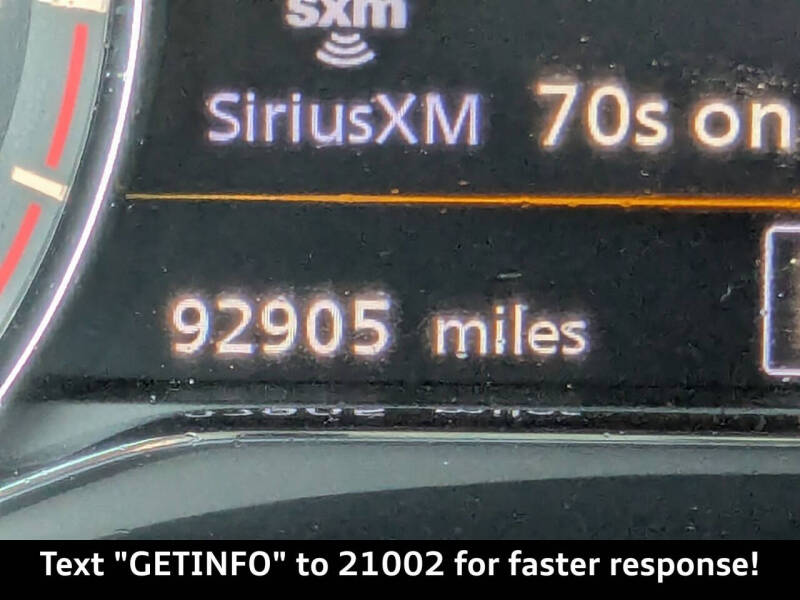 sxm
SiriusXM 70s on
92905 miles
Text "GETINFO" to 21002 for faster response!